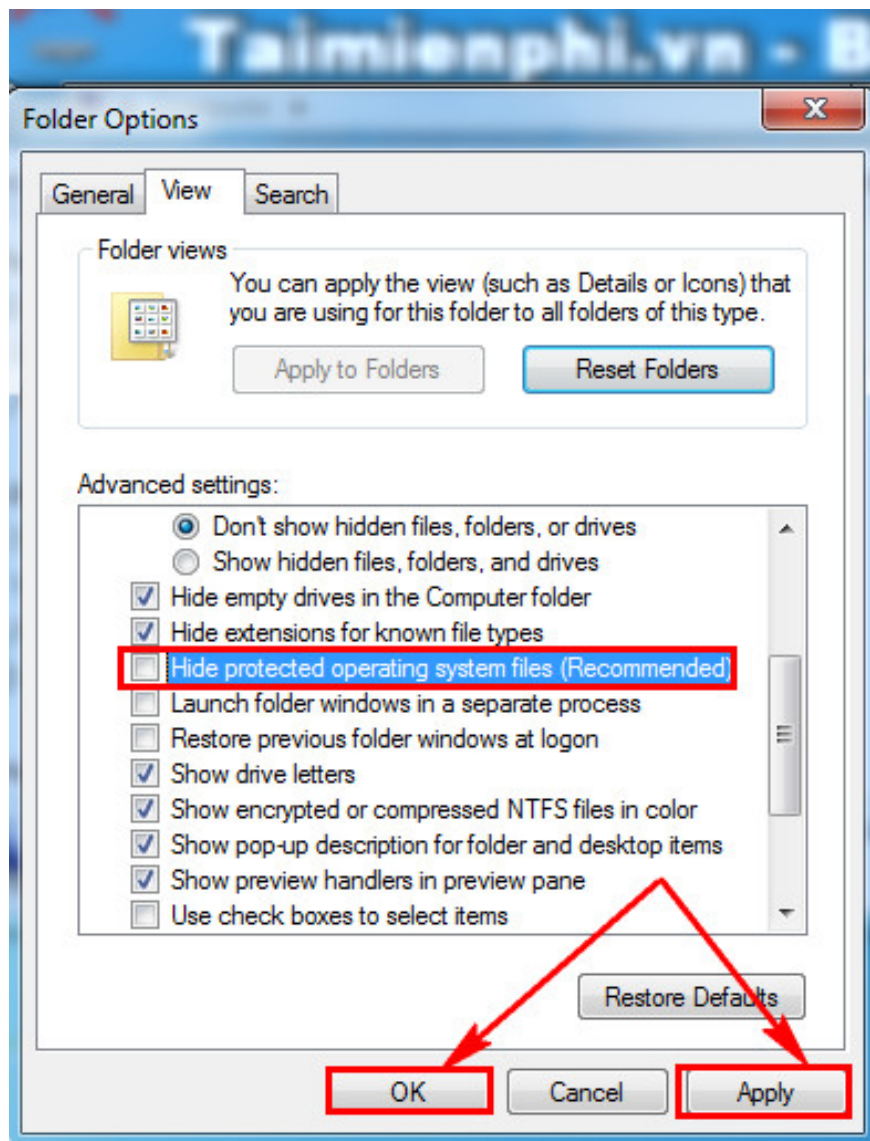 Taimienphi.vn - B
Folder Options
General
View
Search
Folder views
You can apply the view (such as Details or Icons) that
you are using for this folder to all folders of this type.
Apply to Folders
Reset Folders
Advanced settings:
Don't show hidden files, folders, or drives
Show hidden files, folders, and drives
Hide empty drives in the Computer folder
Hide extensions for known file types
Hide protected operating system files (Recommended)
Launch folder windows in a separate process
Restore previous folder windows at logon
Show drive letters
Show encrypted or compressed NTFS files in color
Show pop-up description for folder and desktop items
Show preview handlers in preview pane
Use check boxes to select items
Restore Defaults
OK
Cancel
Apply